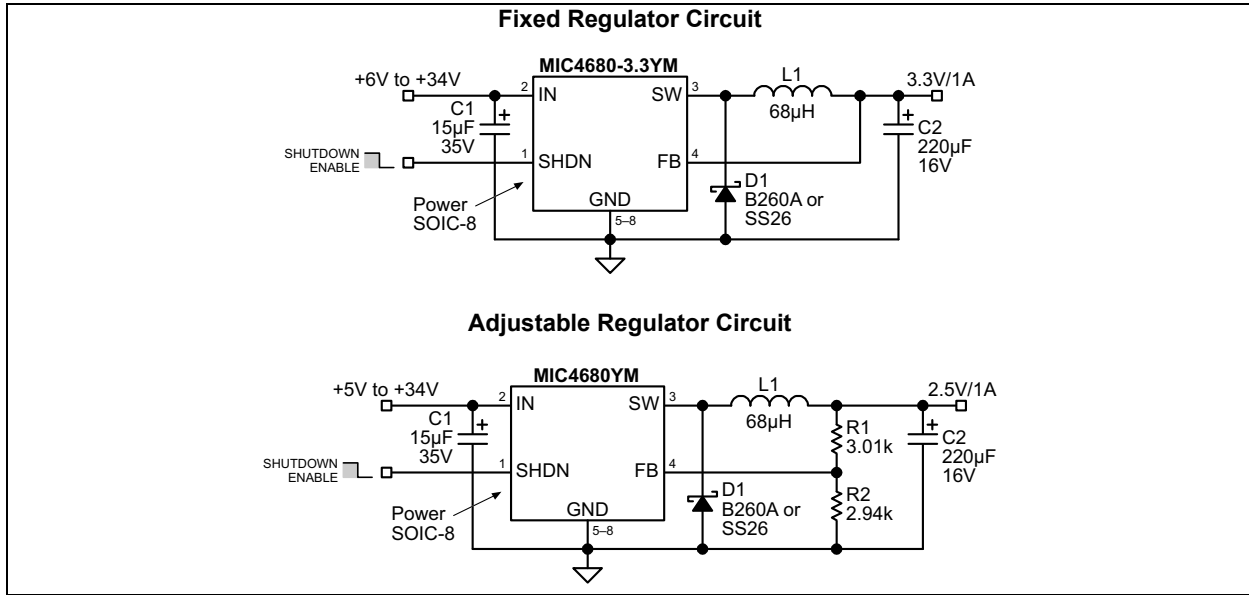 Fixed Regulator Circuit
MIC4680-3.3YM
+6V to +34V
2
IN
SW
3
L1
68µH
3.3V/1A
C1
15µF
35V
+
SHUTDOWN
ENABLE
1
SHDN
FB
4
+
C2
220µF
16V
Power
SOIC-8
GND
5–8
D1
B260A or
SS26
Adjustable Regulator Circuit
MIC4680YM
+5V to +34V
2
IN
SW
3
L1
68µH
2.5V/1A
C1
15µF
35V
+
SHUTDOWN
ENABLE
1
SHDN
FB
4
R1
3.01k
+
C2
220µF
16V
R2
2.94k
Power
SOIC-8
GND
5–8
D1
B260A or
SS26